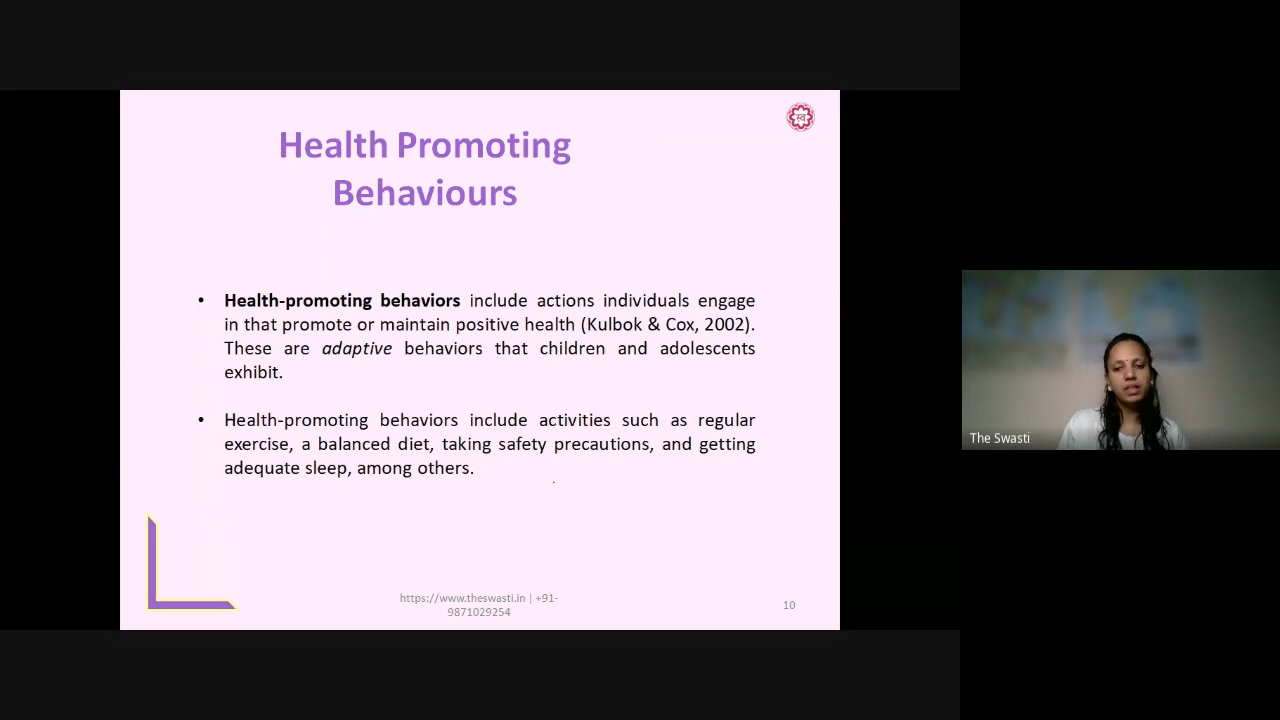 Health Promoting
Behaviours
• Health-promoting behaviors include actions individuals engage
in that promote or maintain positive health (Kulbok & Cox, 2002).
These are adaptive behaviors that children and adolescents
exhibit.
• Health-promoting behaviors include activities such as regular
exercise, a balanced diet, taking safety precautions, and getting
adequate sleep, among others.
https://www.theswasti.in | +91-
9871029254
10
The Swasti